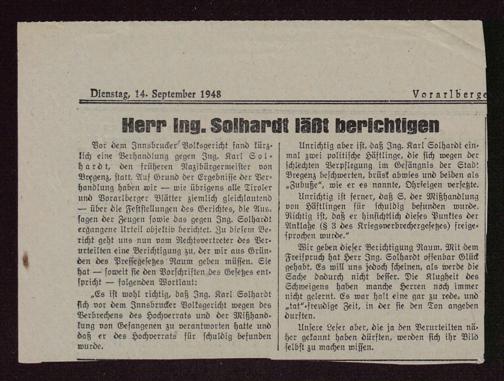 Dienstag, 14. September 1948
Vorarlberge
Herr Ing. Solhardt läßt berichtigen
Vor dem Innsbrucker Volksgericht fand kürz-
lich eine Verhandlung gegen Ing. Karl Sol-
hardt, den früheren Nazibürgermeister von
Bregenz, statt. Auf Grund der Ergebnisse der Ver-
handlung haben wir — wie übrigens alle Tiroler
und Vorarlberger Blätter ziemlich gleichlautend
— über die Feststellungen des Gerichtes, die Aus-
sagen der Zeugen sowie das gegen Ing. Solhardt
ergangene Urteil objektiv berichtet. Zu diesem Be-
richt geht uns nun vom Rechtsvertreter des Ver-
urteilten eine Berichtigung zu, der wir aus Grün-
den des Pressegesetzes Raum geben müssen. Sie
hat — soweit sie den Vorschriften des Gesetzes ent-
spricht — folgenden Wortlaut:
„Es ist wohl richtig, daß Ing. Karl Solhardt
sich vor dem Innsbrucker Volksgericht wegen des
Verbrechens des Hochverrats und der Mißhand-
lung von Gefangenen zu verantworten hatte und
daß er des Hochverrats für schuldig befunden
wurde.
Unrichtig aber ist, daß Ing. Karl Solhardt ein-
mal zwei politische Häftlinge, die sich wegen der
schlechten Verpflegung im Gefängnis der Stadt
Bregenz beschwerten, brüsk abwies und beiden als
„Zubuße", wie er es nannte, Ohrfeigen versetzte.
Unrichtig ist ferner, daß S. der Mißhandlung
von Häftlingen für schuldig befunden wurde.
Richtig ist, daß er hinsichtlich dieses Punktes der
Anklage (§ 3 des Kriegsverbrechergesetzes) freige-
sprochen wurde."
Wir geben dieser Berichtigung Raum. Mit dem
Freispruch hat Herr Ing. Solhardt offenbar Glück
gehabt. Es will uns jedoch scheinen, als werde die
Sache dadurch nicht besser. Die Klugheit des
Schweigens haben manche Herren noch immer
nicht gelernt. Es war halt eine gar zu rede- und
„tat"-freudige Zeit, in der sie den Ton angeben
durften.
Unsere Leser aber, die ja den Verurteilten näher
gekannt haben dürften, werden sich ihr Bild
selbst zu machen wissen.